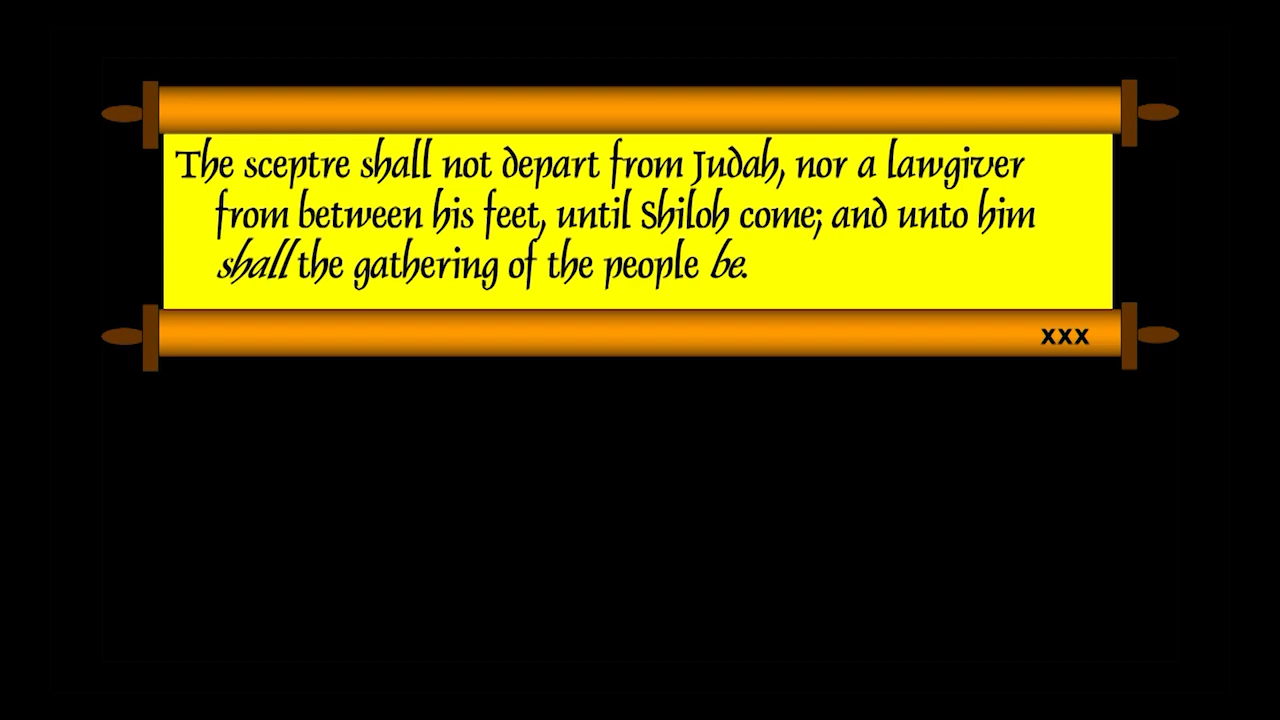 The sceptre shall not depart from Judah, nor a lawgiver
from between his feet, until Shiloh come; and unto him
shall the gathering of the people be.
xxx